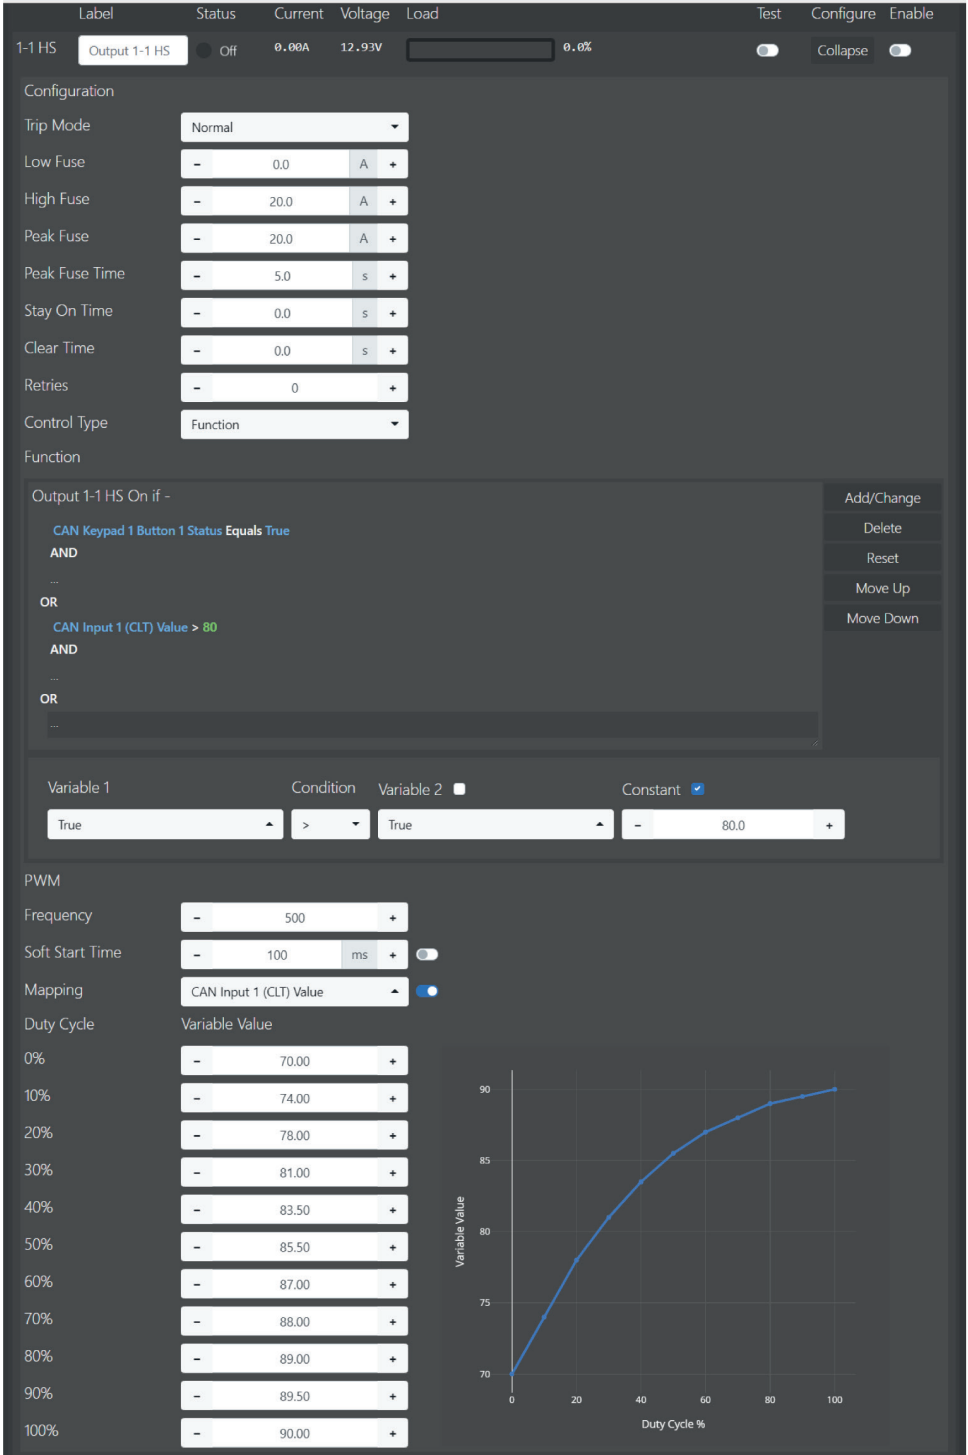 Label Status Current Voltage Load Test Configure Enable
1-1 HS Output 1-1 HS Off 0.00A 12.93V 0.0% Collapse
Configuration
Trip Mode Normal
Low Fuse - 0.0 A +
High Fuse - 20.0 A +
Peak Fuse - 20.0 A +
Peak Fuse Time - 5.0 s +
Stay On Time - 0.0 s +
Clear Time - 0.0 s +
Retries - 0 +
Control Type Function
Function
Output 1-1 HS On if - Add/Change
CAN Keypad 1 Button 1 Status Equals True Delete
AND Reset
... Move Up
OR
CAN Input 1 (CLT) Value > 80 Move Down
AND
...
OR
...
Variable 1 Condition Variable 2 Constant
True > True - 80.0 +
PWM
Frequency - 500 +
Soft Start Time - 100 ms +
Mapping CAN Input 1 (CLT) Value
Duty Cycle Variable Value
0% - 70.00 +
10% - 74.00 +
20% - 78.00 +
30% - 81.00 +
40% - 83.50 +
50% - 85.50 +
60% - 87.00 +
70% - 88.00 +
80% - 89.00 +
90% - 89.50 +
100% - 90.00 +
90
85
80
75
70
Variable Value
0 20 40 60 80 100
Duty Cycle %